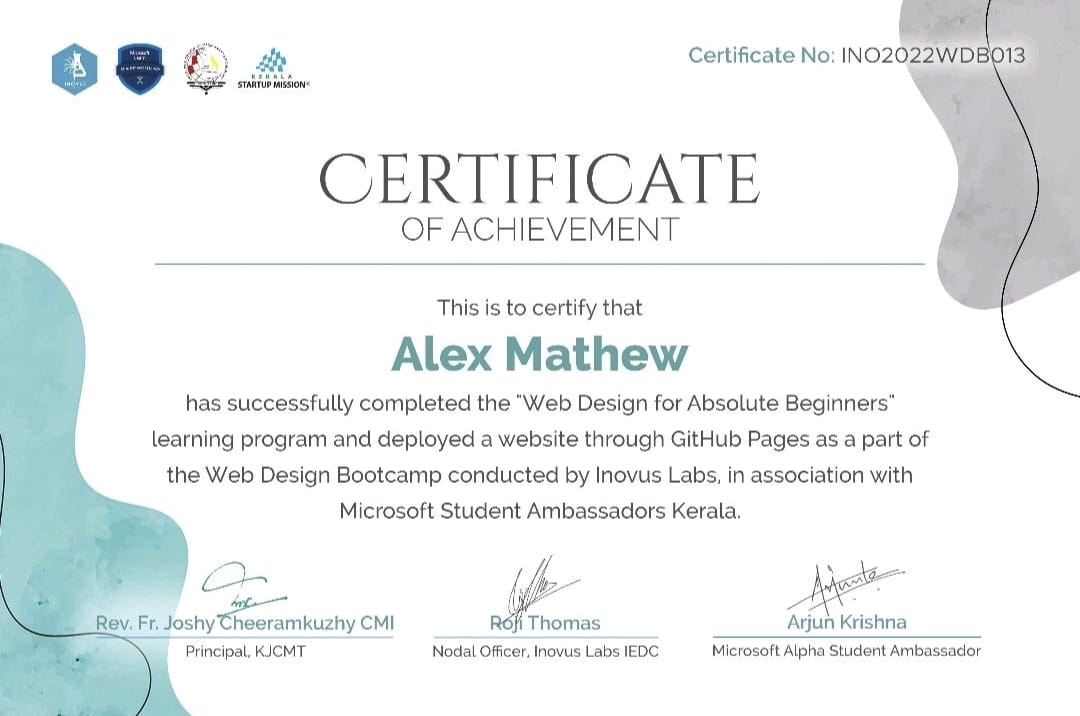 INOVUS
Certificate No: INO2022WDB013
KERALA
STARTUP MISSION
CERTIFICATE
OF ACHIEVEMENT
This is to certify that
Alex Mathew
has successfully completed the "Web Design for Absolute Beginners"
learning program and deployed a website through GitHub Pages as a part of
the Web Design Bootcamp conducted by Inovus Labs, in association with
Microsoft Student Ambassadors Kerala.
Rev. Fr. Joshy Cheeramkuzhy CMI
Roji Thomas
Arjun Krishna
Principal, KJCMT
Nodal Officer, Inovus Labs IEDC
Microsoft Alpha Student Ambassador